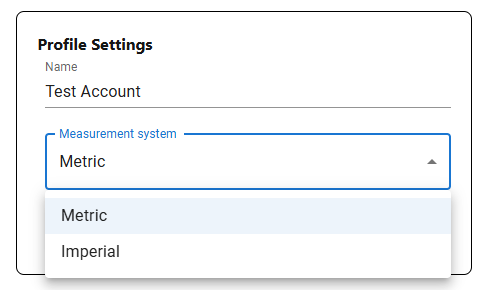 Profile Settings
Name
Test Account
Measurement system
Metric
Metric
Imperial